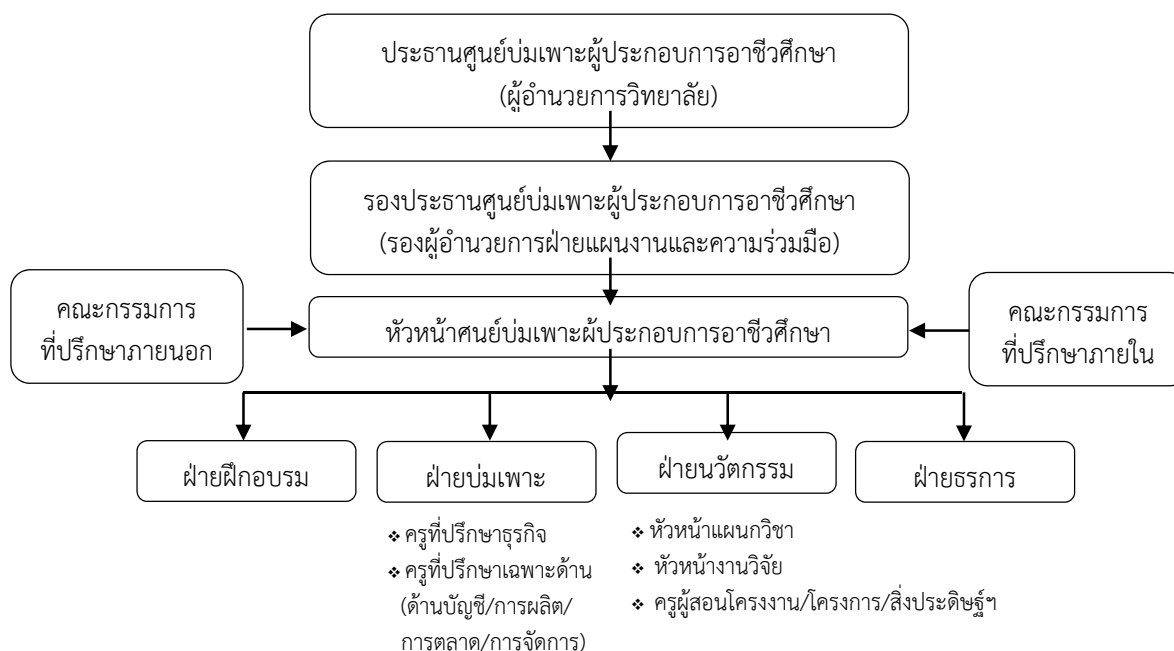 ประธานศูนย์บ่มเพาะผู้ประกอบการอาชีวศึกษา
(ผู้อำนวยการวิทยาลัย)
รองประธานศูนย์บ่มเพาะผู้ประกอบการอาชีวศึกษา
(รองผู้อำนวยการฝ่ายแผนงานและความร่วมมือ)
คณะกรรมการ
ที่ปรึกษาภายนอก
หัวหน้าศนย์บ่มเพาะผ้ประกอบการอาชีวศึกษา
คณะกรรมการ
ที่ปรึกษาภายใน
ฝ่ายฝึกอบรม
ฝ่ายบ่มเพาะ
ฝ่ายนวัตกรรม
ฝ่ายธรการ
❖ ครูที่ปรึกษาธุรกิจ
❖ ครูที่ปรึกษาเฉพาะด้าน
(ด้านบัญชี/การผลิต/
การตลาด/การจัดการ)
❖ หัวหน้าแผนกวิชา
❖ หัวหน้างานวิจัย
❖ ครูผู้สอนโครงงาน/โครงการ/สิ่งประดิษฐ์ฯ